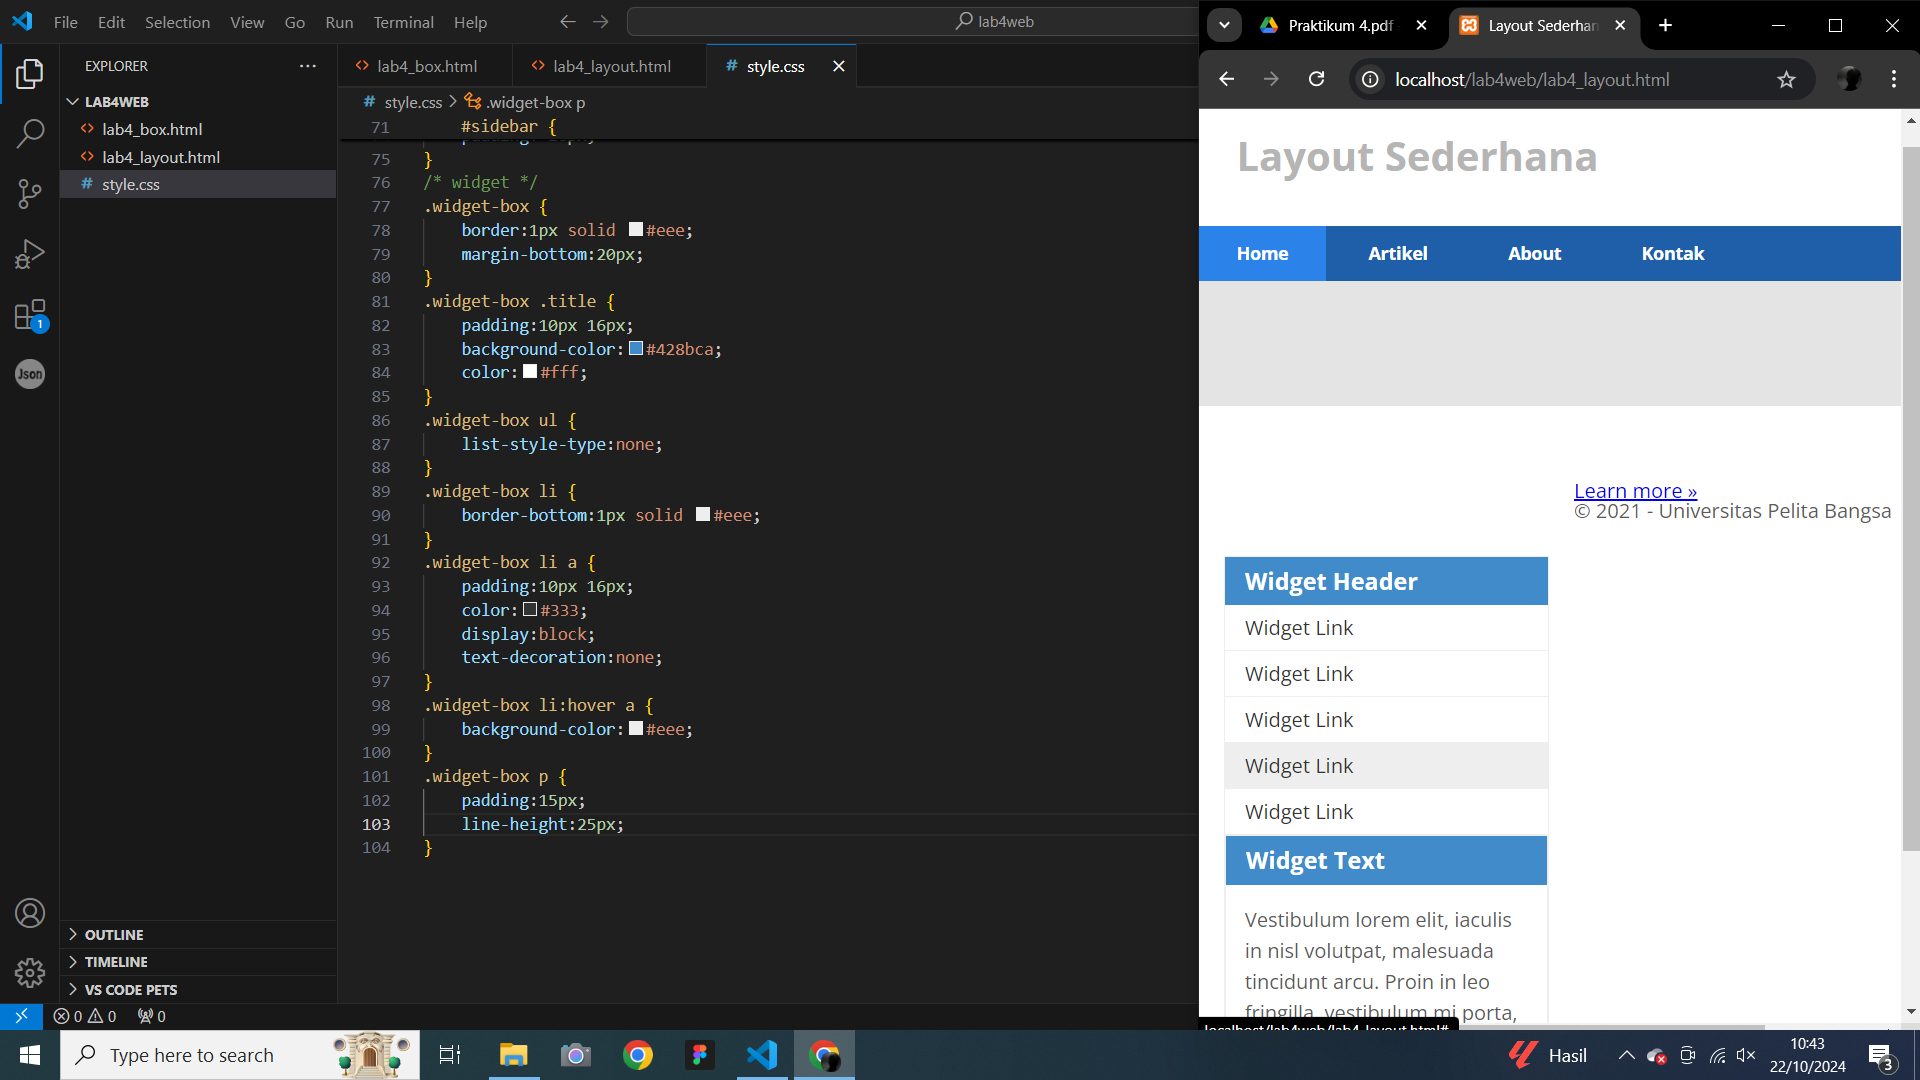 File Edit Selection View Go Run Terminal Help
lab4web
EXPLORER
LAB4WEB
lab4_box.html
lab4_layout.html
style.css
OUTLINE
TIMELINE
VS CODE PETS
Json
1
lab4_box.html
lab4_layout.html
style.css
style.css > .widget-box p
71 #sidebar {
75 }
76 /* widget */
77 .widget-box {
78 border:1px solid #eee;
79 margin-bottom:20px;
80 }
81 .widget-box .title {
82 padding:10px 16px;
83 background-color:#428bca;
84 color:#fff;
85 }
86 .widget-box ul {
87 list-style-type:none;
88 }
89 .widget-box li {
90 border-bottom:1px solid #eee;
91 }
92 .widget-box li a {
93 padding:10px 16px;
94 color:#333;
95 display:block;
96 text-decoration:none;
97 }
98 .widget-box li:hover a {
99 background-color:#eee;
100 }
101 .widget-box p {
102 padding:15px;
103 line-height:25px;
104 }
0 0 0
Praktikum 4.pdf
Layout Sederhan
localhost/lab4web/lab4_layout.html
Layout Sederhana
Home Artikel About Kontak
Learn more »
© 2021 - Universitas Pelita Bangsa
Widget Header
Widget Link
Widget Link
Widget Link
Widget Link
Widget Link
Widget Text
Vestibulum lorem elit, iaculis
in nisl volutpat, malesuada
tincidunt arcu. Proin in leo
fringilla, vestibulum mi porta,
localhost/lab4web/lab4_layout.html#
Type here to search
Hasil
10:43
22/10/2024
3